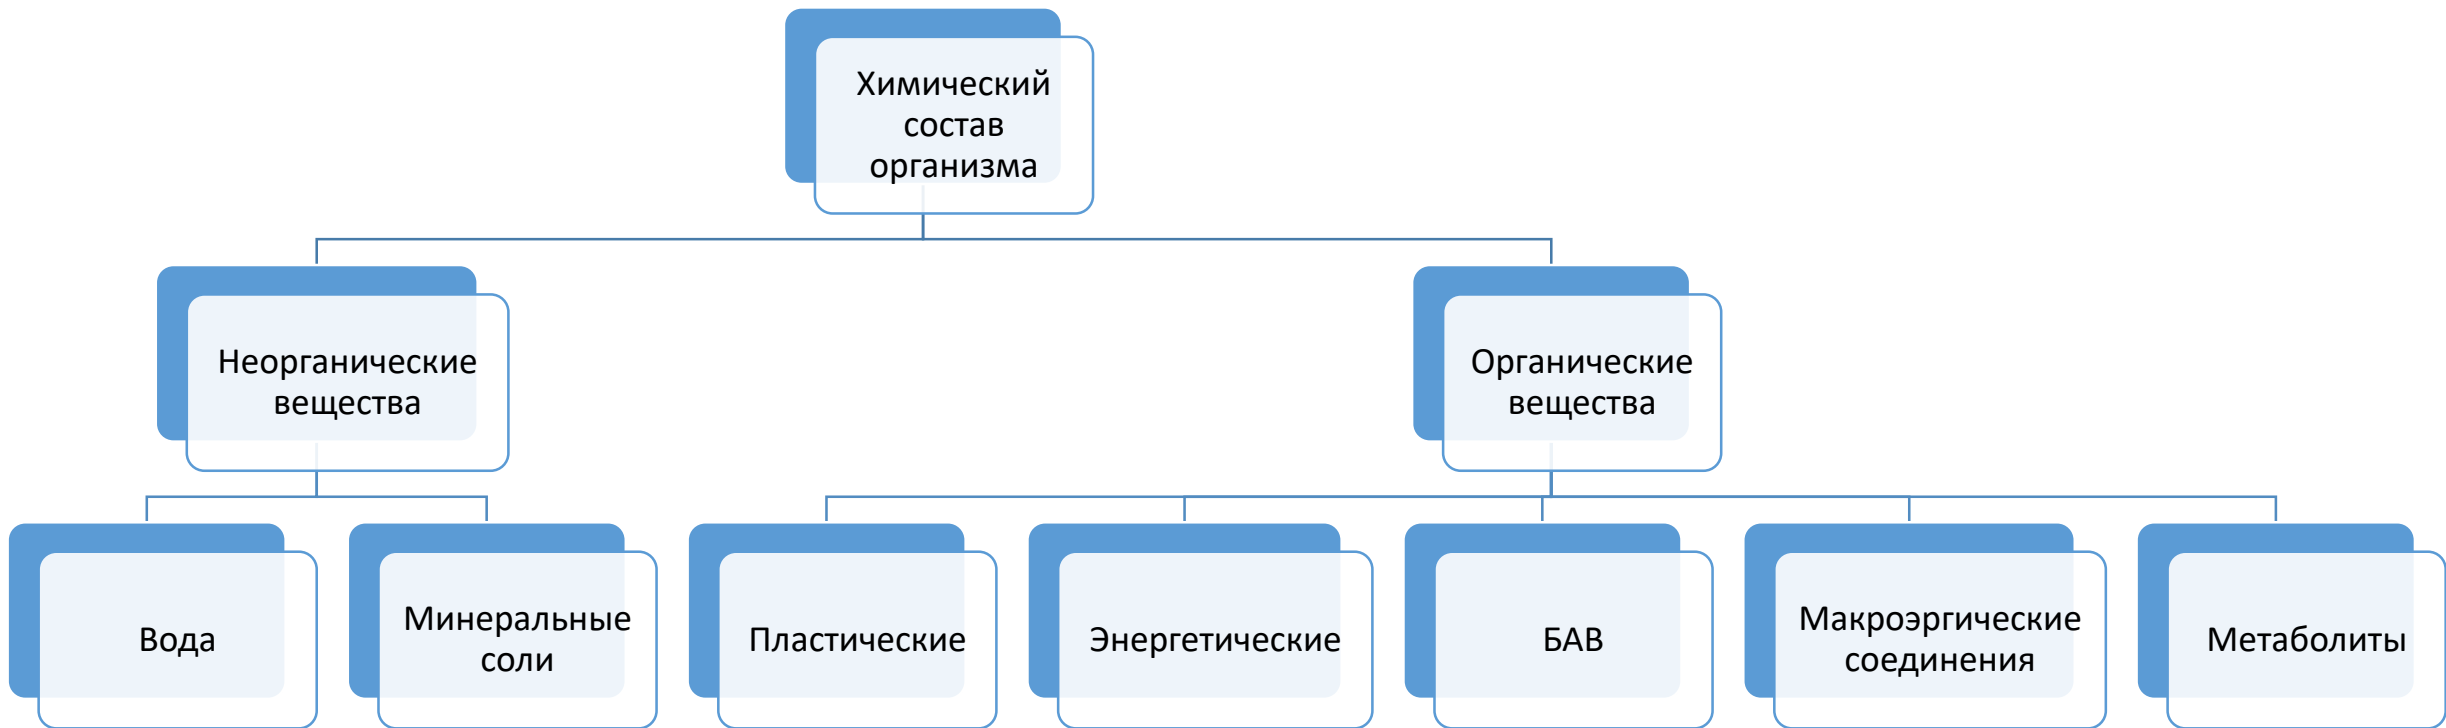 Химический
состав
организма
Неорганические
вещества
Органические
вещества
Вода
Минеральные
соли
Пластические
Энергетические
БАВ
Макроэргические
соединения
Метаболиты